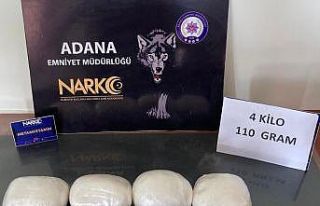 ADANA
EMNİYET MÜDÜRLÜĞÜ
NARKO
NARKO
METAMFETAMİN
4 KİLO
110 GRAM